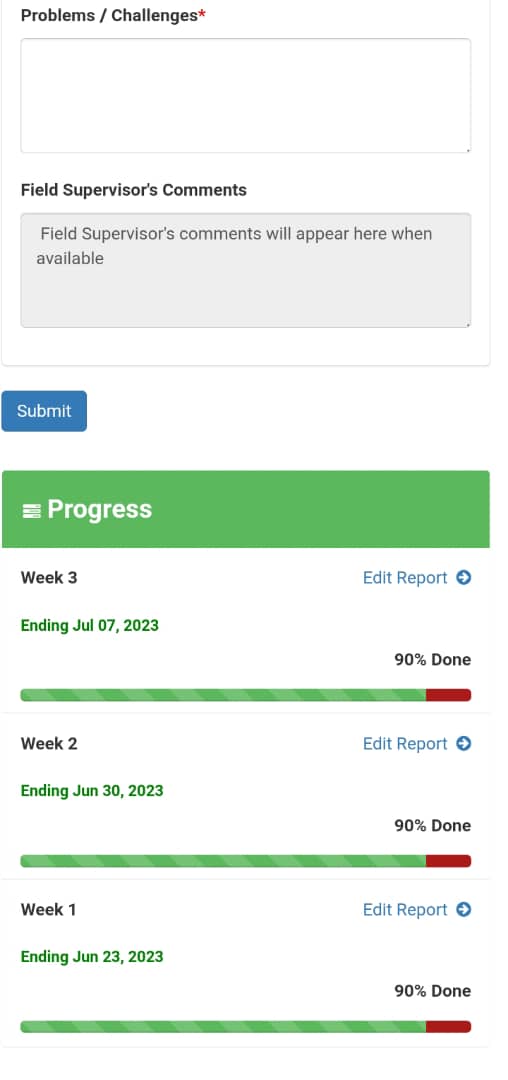 Problems / Challenges*
Field Supervisor's Comments
Field Supervisor's comments will appear here when
available
Submit
Progress
Week 3 Edit Report
Ending Jul 07, 2023
90% Done
Week 2 Edit Report
Ending Jun 30, 2023
90% Done
Week 1 Edit Report
Ending Jun 23, 2023
90% Done